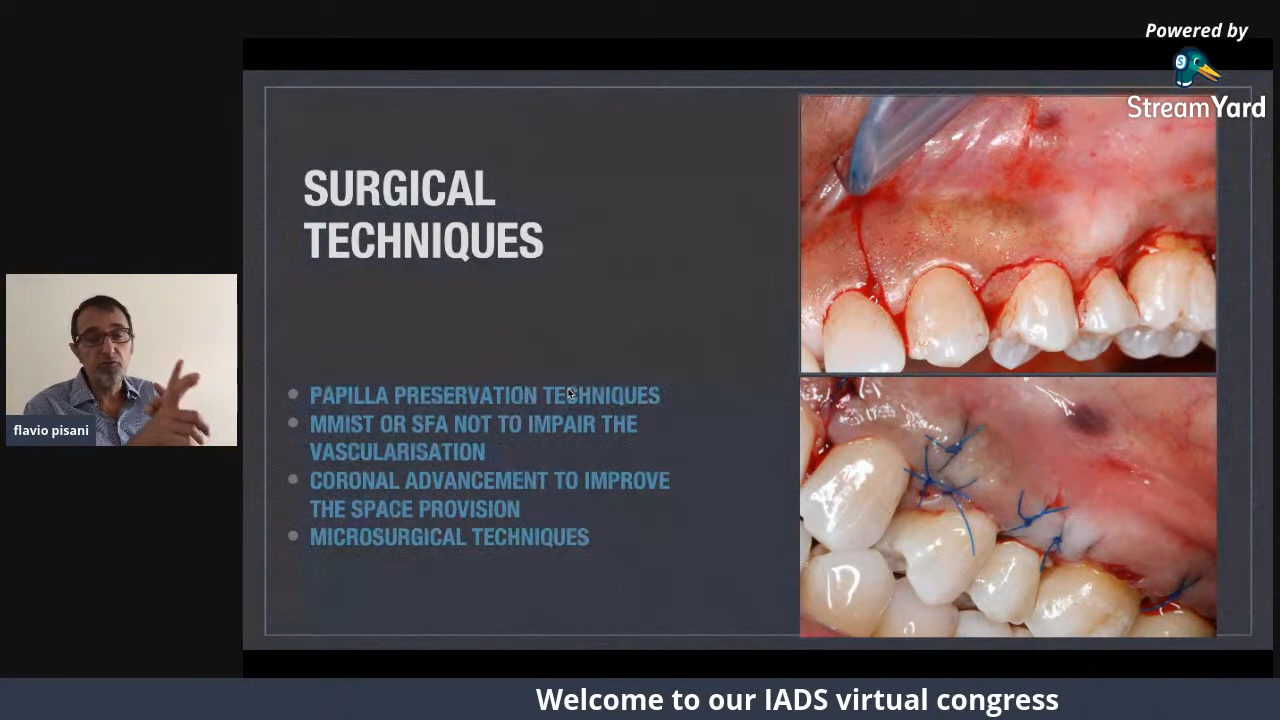 Powered by
StreamYard
SURGICAL
TECHNIQUES
PAPILLA PRESERVATION TECHNIQUES
MMIST OR SFA NOT TO IMPAIR THE
VASCULARISATION
CORONAL ADVANCEMENT TO IMPROVE
THE SPACE PROVISION
MICROSURGICAL TECHNIQUES
flavio pisani
Welcome to our IADS virtual congress